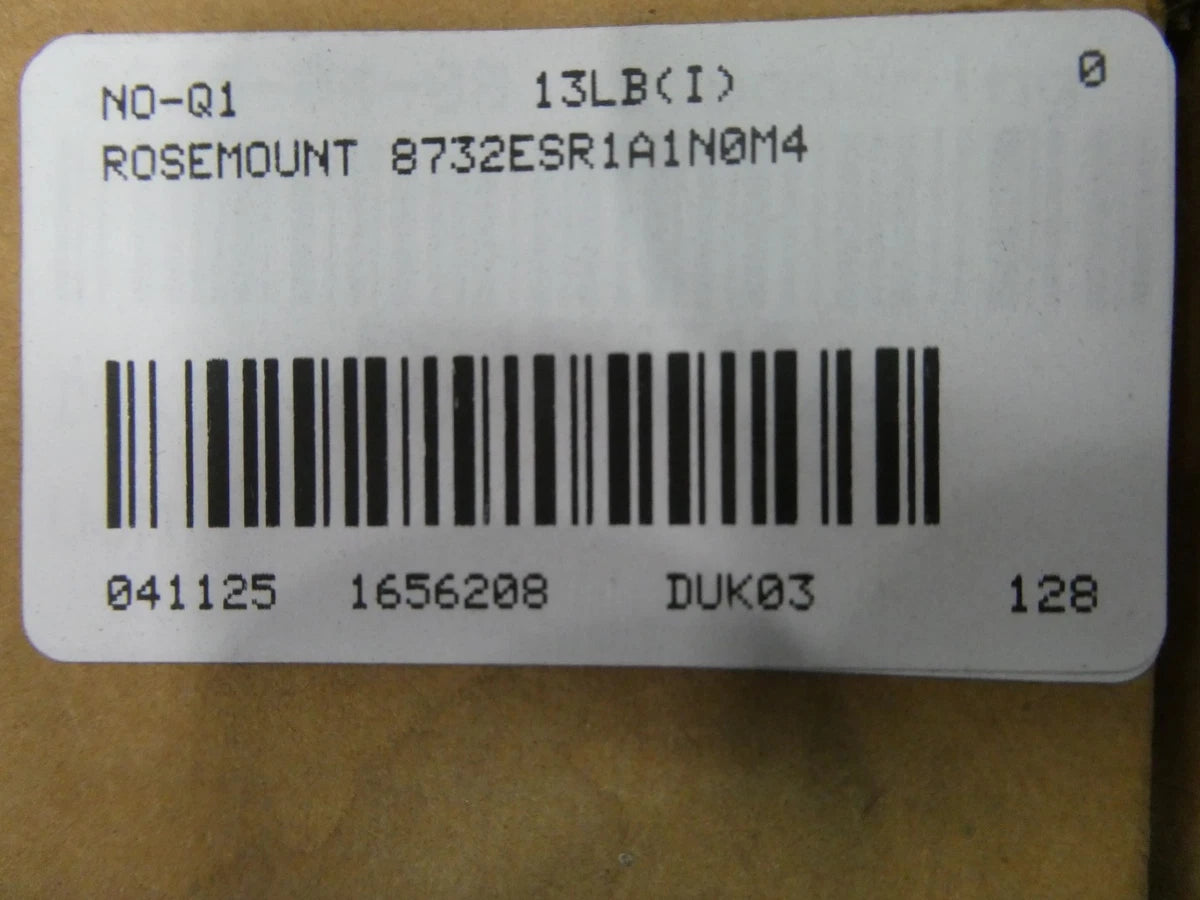 NO-Q1 13LB(I) 0
ROSEMOUNT 8732ESR1A1N0M4
041125 1656208 DUK03 128